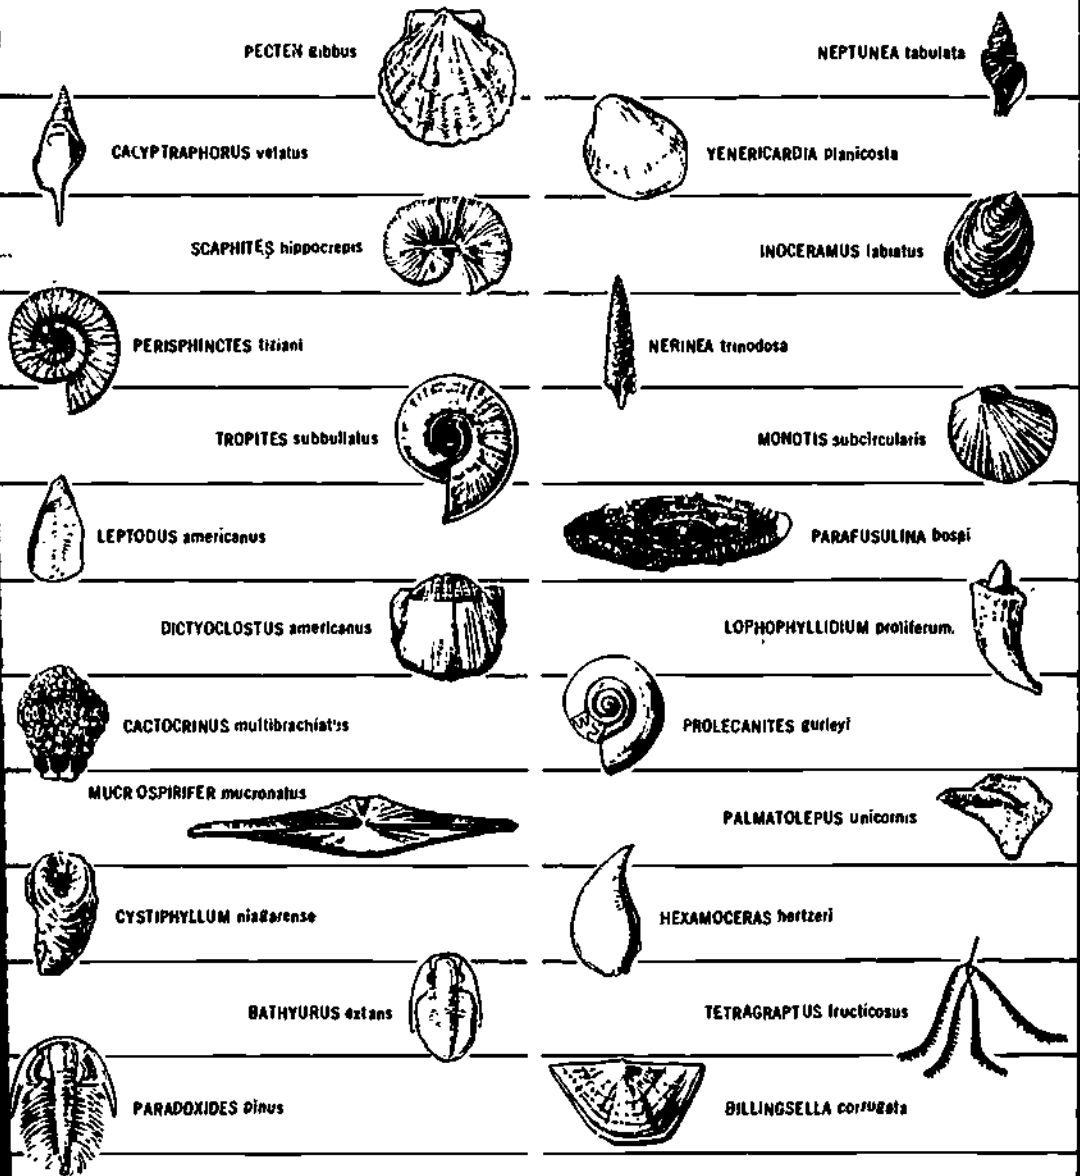 PECTEN gibbus
NEPTUNEA tabulata
CALYPTRAPHORUS velatus
VENERICARDIA planicosta
SCAPHITES hippocrepis
INOCERAMUS labiatus
PERISPHINCTES tiziani
NERINEA trinodosa
TROPITES subbullatus
MONOTIS subcircularis
LEPTODUS americanus
PARAFUSULINA bosei
DICTYOCLOSTUS americanus
LOPHOPHYLLIDIUM proliferum.
CACTOCRINUS multibrachiatus
PROLECANITES gurleyi
MUCROSPIRIFER mucronatus
PALMATOLEPUS unicornis
CYSTIPHYLLUM niagarense
HEXAMOCERAS hertzeri
BATHYURUS extans
TETRAGRAPTUS fructicosus
PARADOXIDES pinus
BILLINGSELLA corrugata